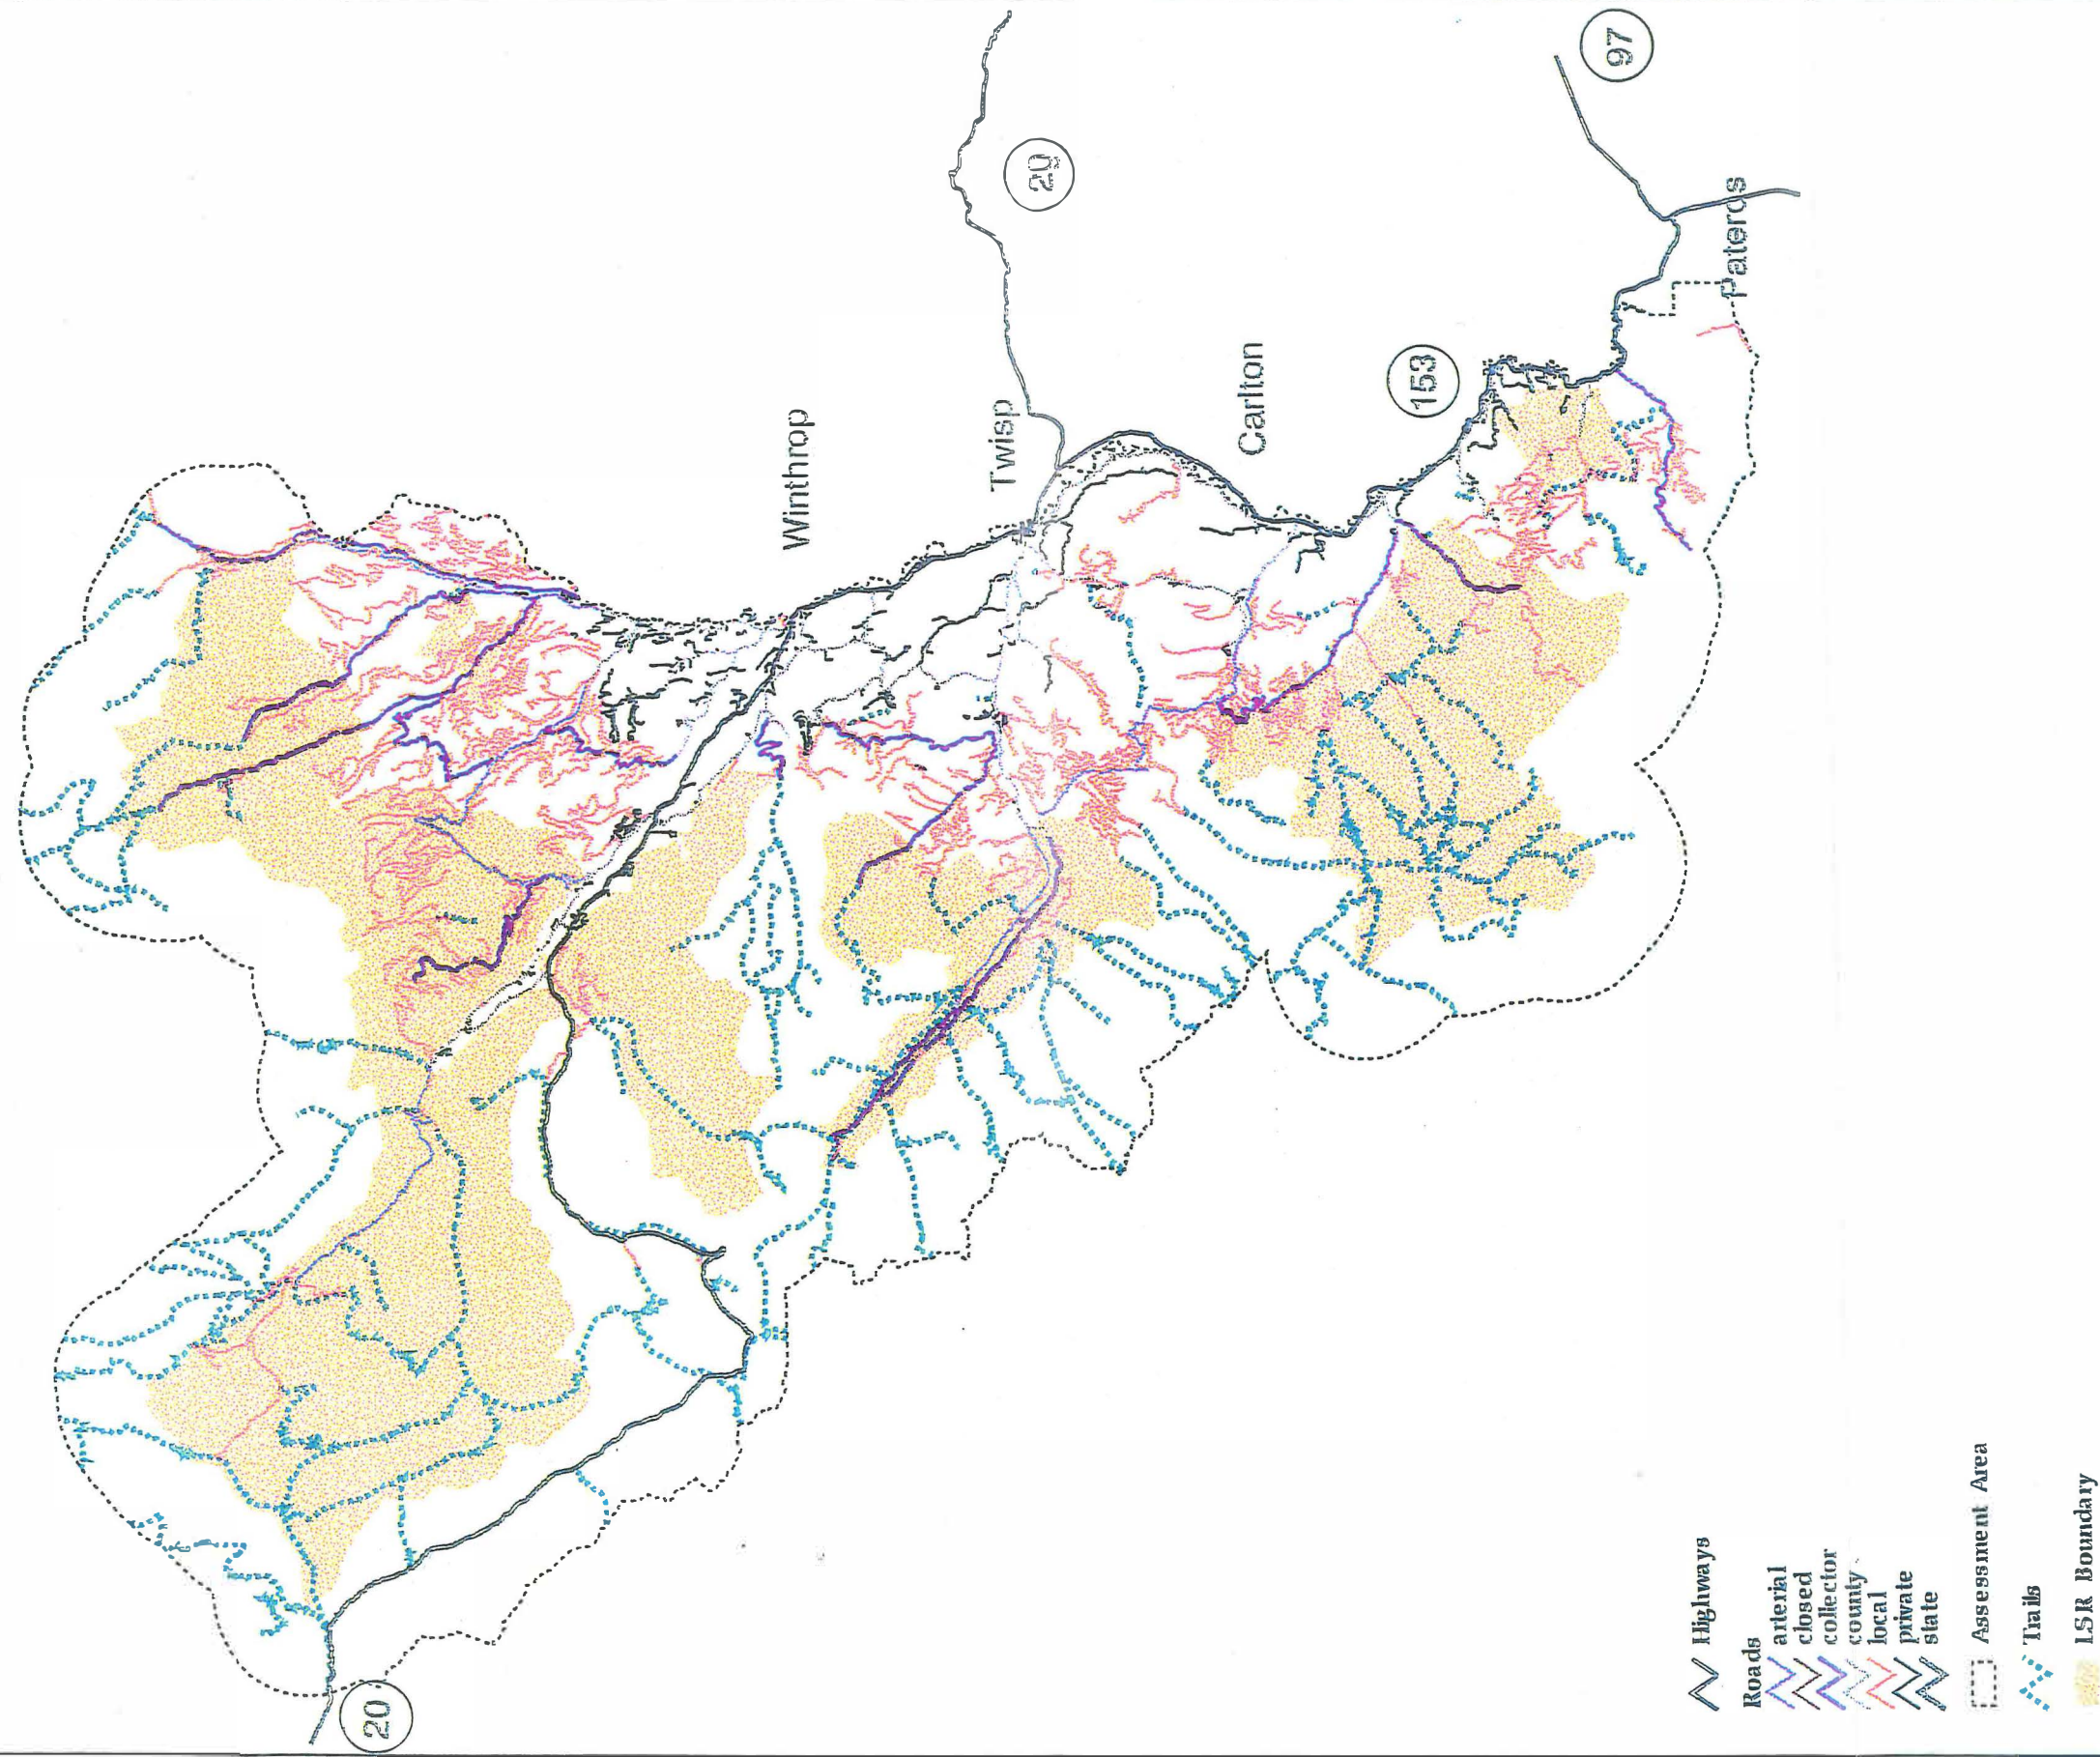 97
20
Pateros
Carlton
153
Twisp
Winthrop
20
Highways
Roads
arterial
closed
collector
county
local
private
state
Assessment Area
Trails
LSR Boundary